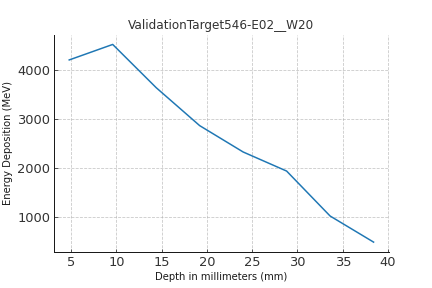 ValidationTarget546-E02__W20
Energy Deposition (MeV)
4000
3000
2000
1000
5 10 15 20 25 30 35 40
Depth in millimeters (mm)